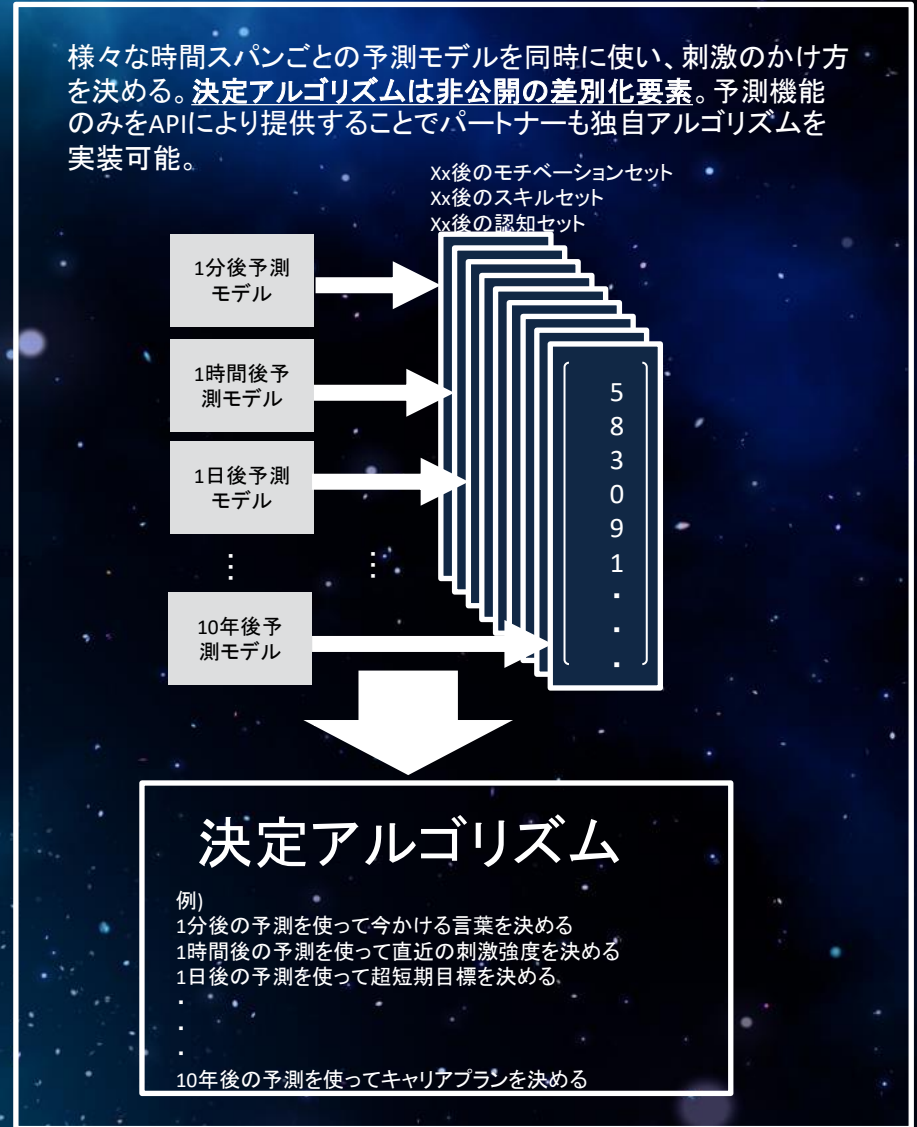 様々な時間スパンごとの予測モデルを同時に使い、刺激のかけ方
を決める。決定アルゴリズムは非公開の差別化要素。予測機能
のみをAPIにより提供することでパートナーも独自アルゴリズムを
実装可能。
Xx後のモチベーションセット
Xx後のスキルセット
Xx後の認知セット
1分後予測
モデル
1時間後予
測モデル
1日後予測
モデル
⋮ ⋮
10年後予
測モデル
5
8
3
0
9
1
・
・
・
決定アルゴリズム
例)
1分後の予測を使って今かける言葉を決める
1時間後の予測を使って直近の刺激強度を決める
1日後の予測を使って超短期目標を決める
・
・
・
10年後の予測を使ってキャリアプランを決める